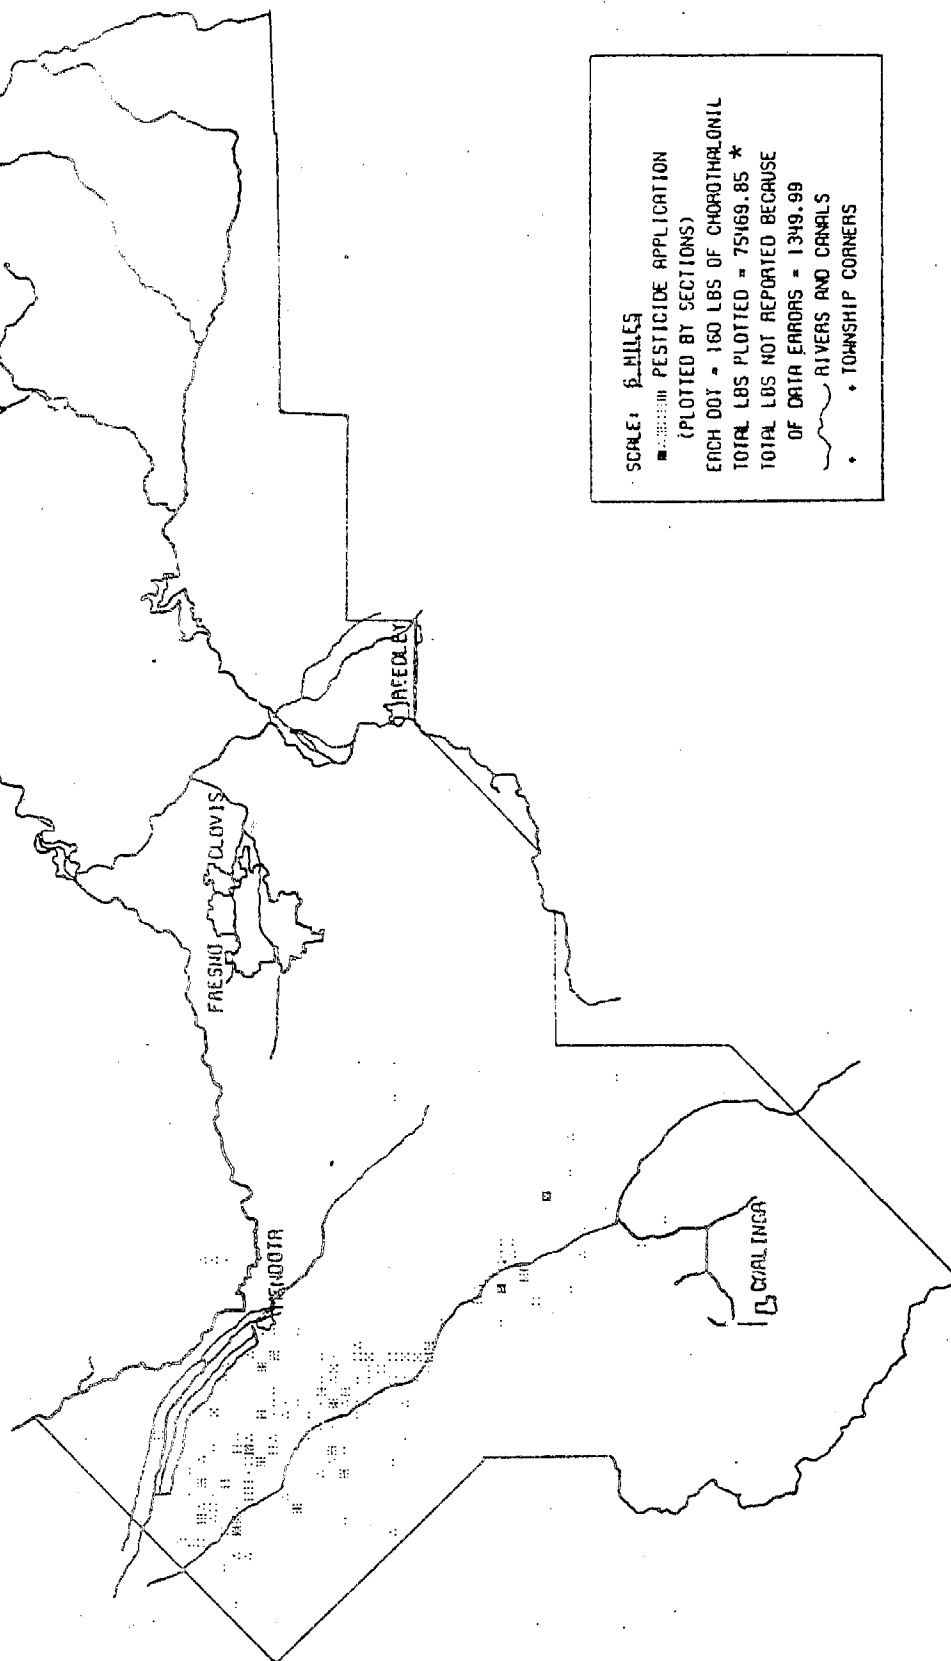 FRESNO
CLOVIS
REEDLEY
MENDOTA
COALINGA
SCALE: 6 MILES
PESTICIDE APPLICATION
(PLOTTED BY SECTIONS)
EACH DOT = 160 LBS OF CHOROTHALONIL
TOTAL LBS PLOTTED = 75469.85 *
TOTAL LBS NOT REPORTED BECAUSE
OF DATA ERRORS = 1349.99
RIVERS AND CANALS
+ + TOWNSHIP CORNERS